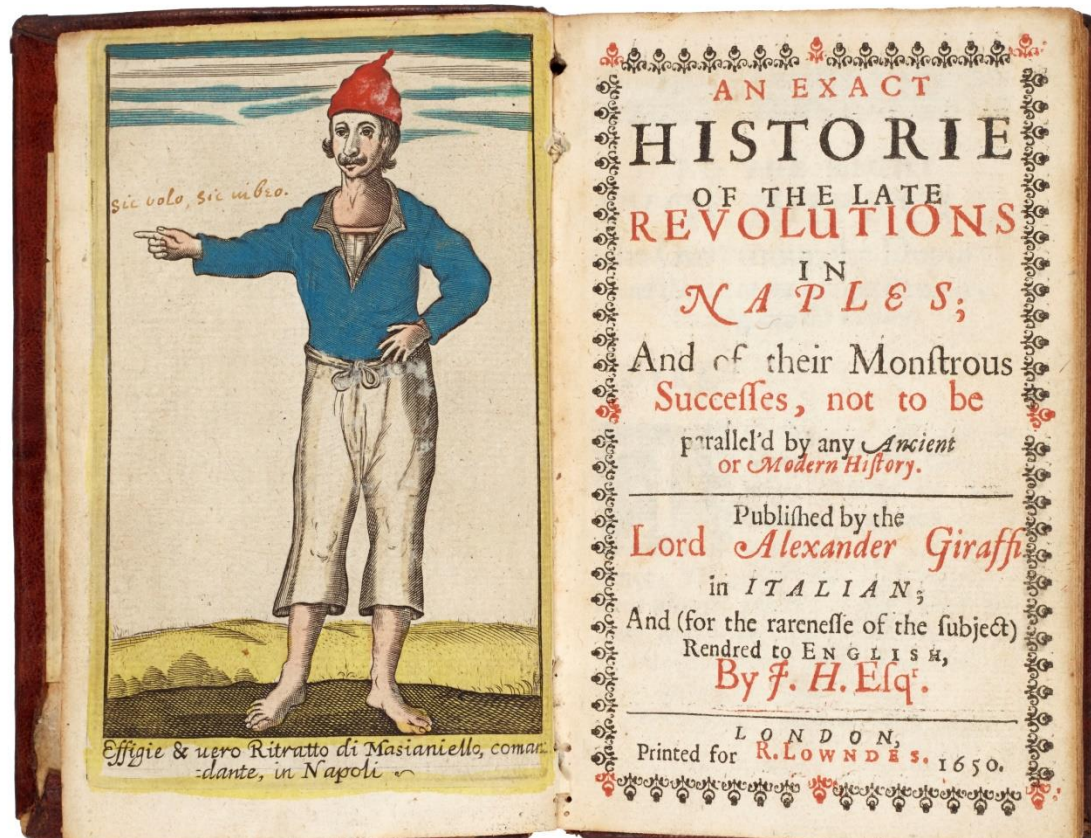 sic volo, sic iubeo.
Effigie & uero Ritratto di Masianiello, coman
-dante, in Napoli
AN EXACT
HISTORIE
OF THE LATE
REVOLUTIONS
IN
NAPLES;
And of their Monſtrous
Succeſſes, not to be
parallel'd by any Ancient
or Modern Hiſtory.
Publiſhed by the
Lord Alexander Giraffi
in ITALIAN;
And (for the rareneſſe of the ſubject)
Rendred to ENGLISH,
By J. H. Eſqr.
LONDON,
Printed for R. LOWNDES. 1650.